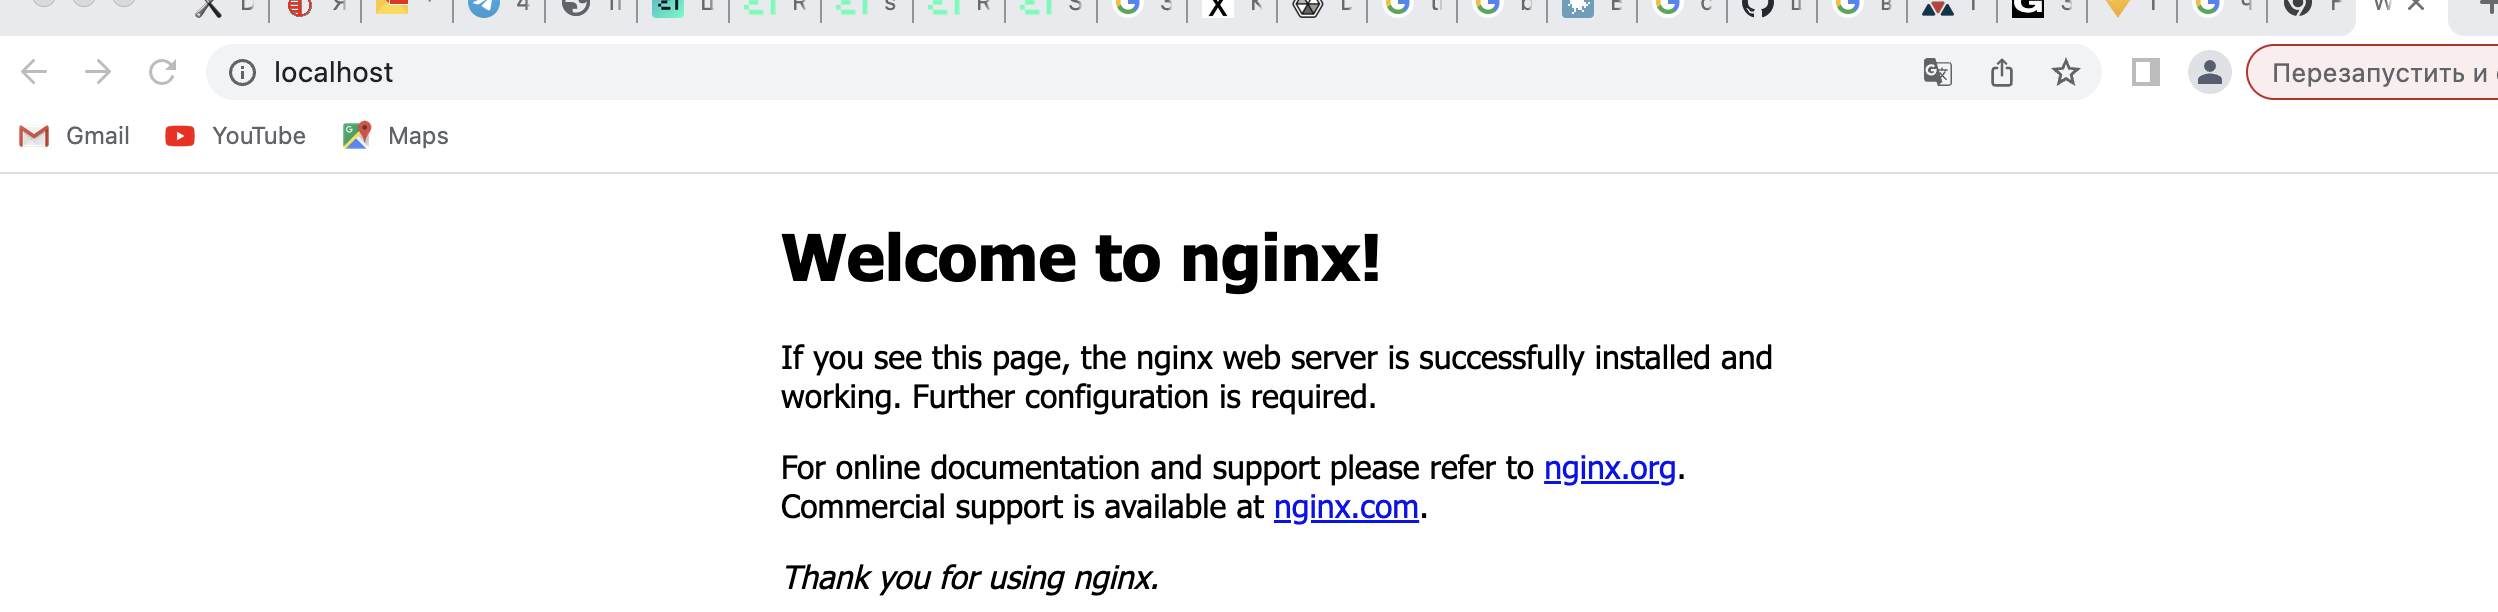 localhost
Перезапустить и
Gmail
YouTube
Maps
Welcome to nginx!
If you see this page, the nginx web server is successfully installed and
working. Further configuration is required.
For online documentation and support please refer to nginx.org.
Commercial support is available at nginx.com.
Thank you for using nginx.